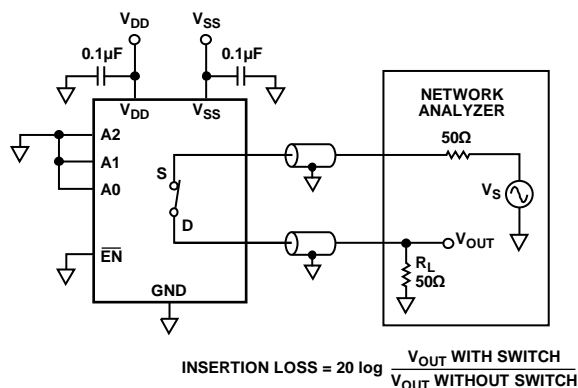 VDD
VSS
0.1µF
0.1µF
VDD
VSS
NETWORK
ANALYZER
A2
A1
A0
50Ω
S
VS
D
VOUT
EN
RL
50Ω
GND
INSERTION LOSS = 20 log VOUT WITH SWITCH
VOUT WITHOUT SWITCH